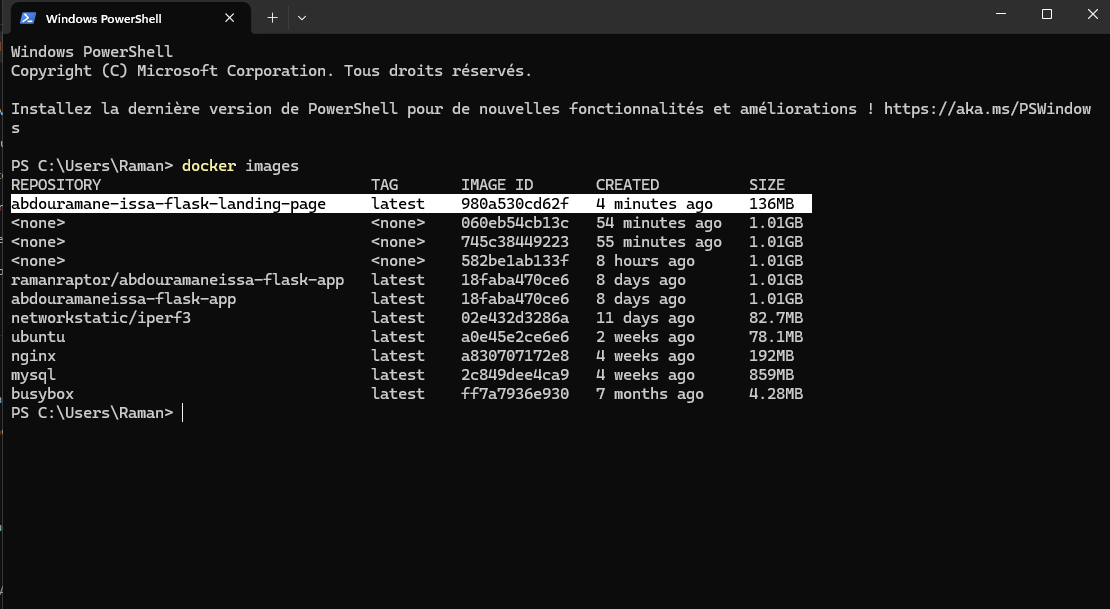 Windows PowerShell
Windows PowerShell
Copyright (C) Microsoft Corporation. Tous droits réservés.
Installez la dernière version de PowerShell pour de nouvelles fonctionnalités et améliorations ! https://aka.ms/PSWindow
s
PS C:\Users\Raman> docker images
REPOSITORY TAG IMAGE ID CREATED SIZE
abdouramane-issa-flask-landing-page latest 980a530cd62f 4 minutes ago 136MB
<none> <none> 060eb54cb13c 54 minutes ago 1.01GB
<none> <none> 745c38449223 55 minutes ago 1.01GB
<none> <none> 582be1ab133f 8 hours ago 1.01GB
ramanraptor/abdouramaneissa-flask-app latest 18faba470ce6 8 days ago 1.01GB
abdouramaneissa-flask-app latest 18faba470ce6 8 days ago 1.01GB
networkstatic/iperf3 latest 02e432d3286a 11 days ago 82.7MB
ubuntu latest a0e45e2ce6e6 2 weeks ago 78.1MB
nginx latest a830707172e8 4 weeks ago 192MB
mysql latest 2c849dee4ca9 4 weeks ago 859MB
busybox latest ff7a7936e930 7 months ago 4.28MB
PS C:\Users\Raman>